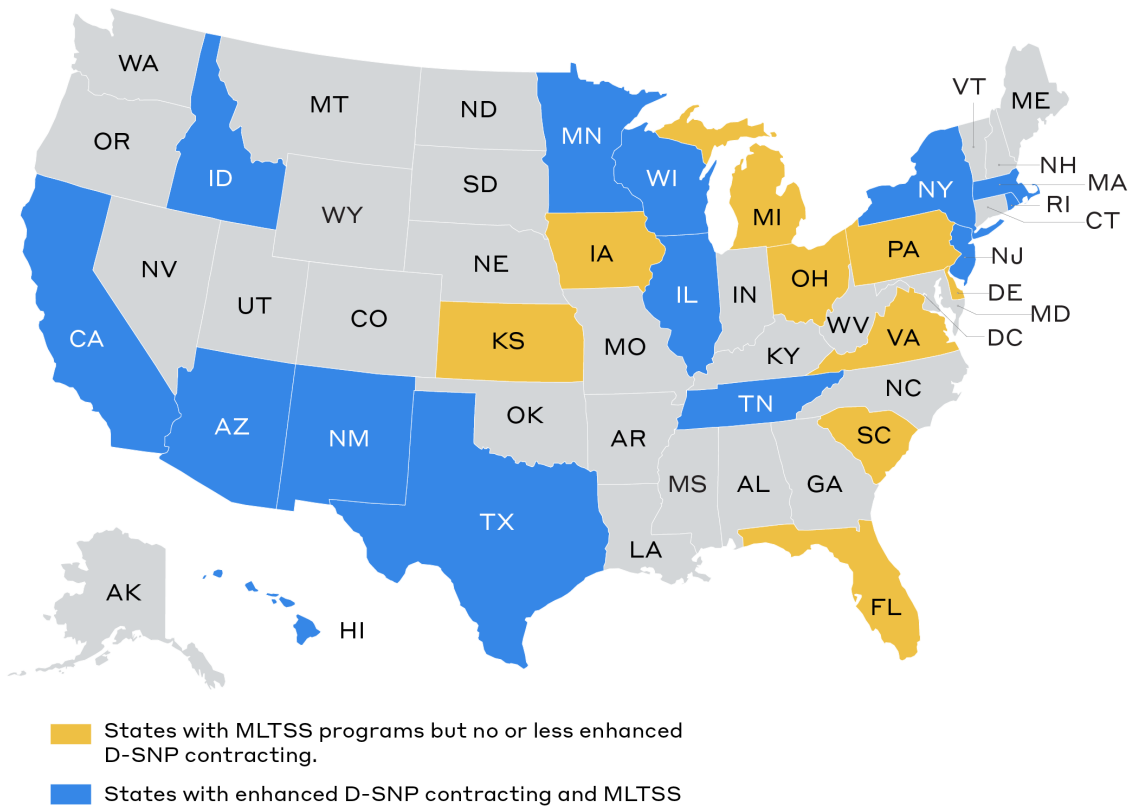 WA
VT
ME
MT
ND
OR
MN
NH
ID
SD
WI
NY
MA
WY
RI
MI
CT
IA
PA
NJ
NV
NE
OH
UT
IL
IN
DE
CO
MD
CA
KS
MO
WV
VA
DC
KY
NC
AZ
NM
OK
TN
AR
SC
MS
AL
GA
TX
LA
AK
FL
HI
States with MLTSS programs but no or less enhanced
D-SNP contracting.
States with enhanced D-SNP contracting and MLTSS